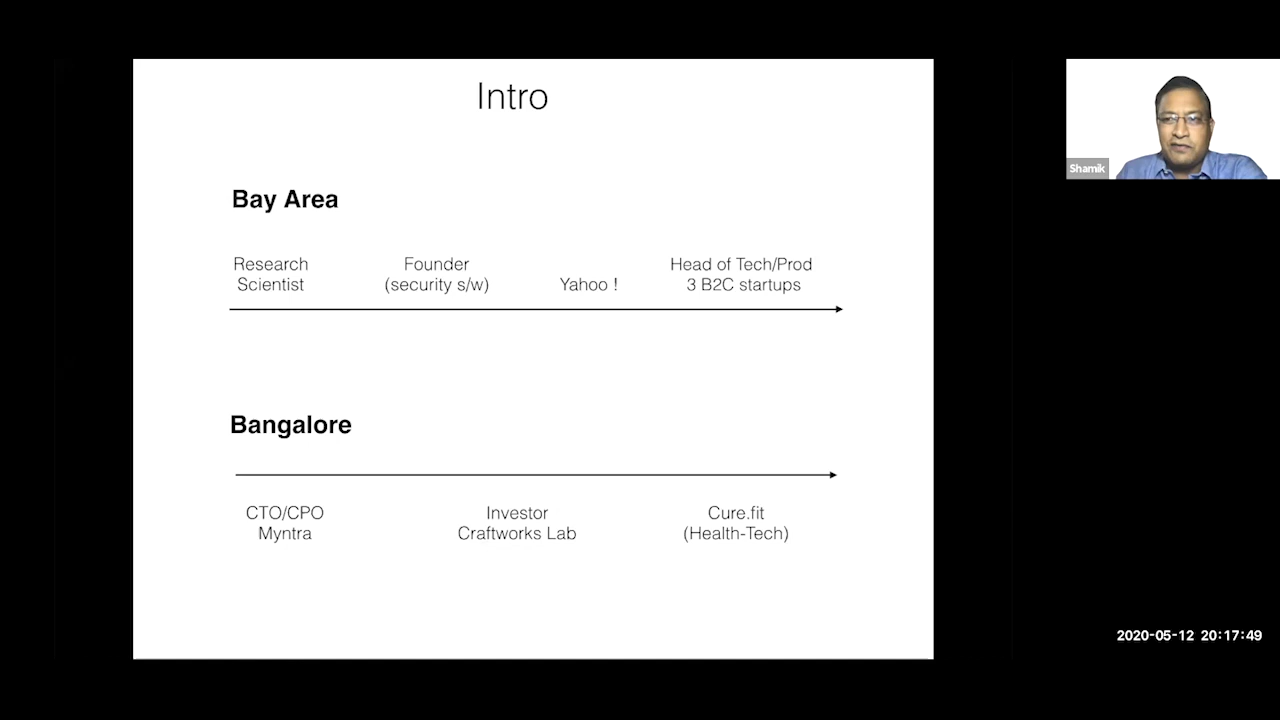 Intro
Bay Area
Research
Scientist
Founder
(security s/w)
Yahoo !
Head of Tech/Prod
3 B2C startups
Bangalore
CTO/CPO
Myntra
Investor
Craftworks Lab
Cure.fit
(Health-Tech)
Shamik
2020-05-12 20:17:49